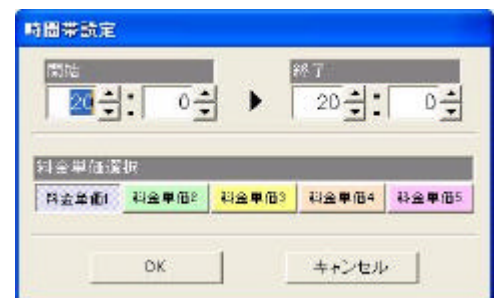 時間帯設定
開始 終了
20 : 0 ▶ 20 : 0
料金単価選択
料金単価1 料金単価2 料金単価3 料金単価4 料金単価5
OK キャンセル